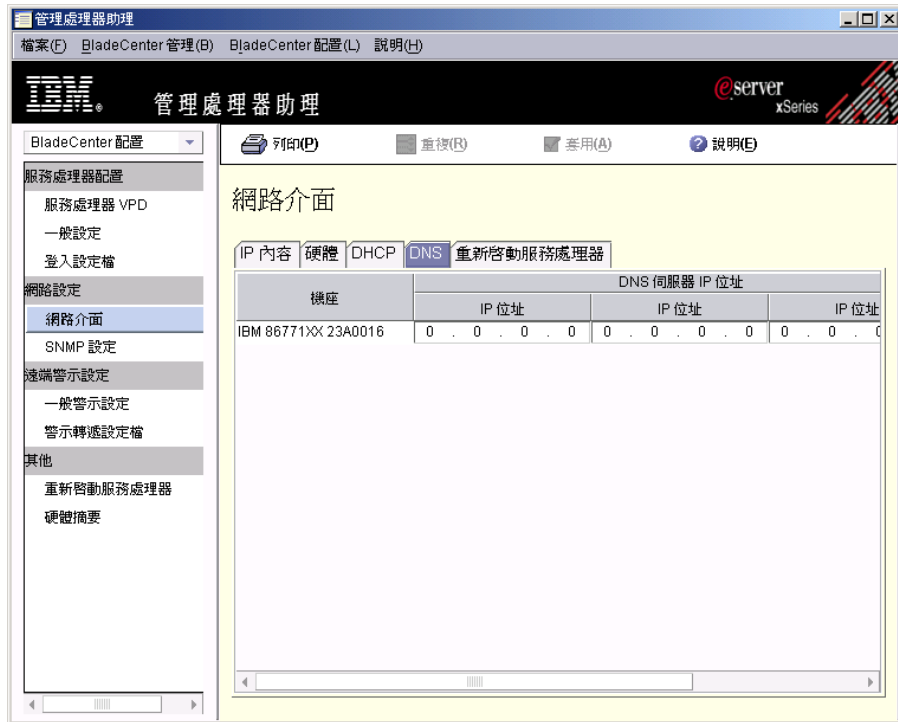 管理處理器助理
檔案(F) BladeCenter 管理(B) BladeCenter 配置(L) 說明(H)
IBM® 管理處理器助理
eserver
xSeries
BladeCenter 配置
列印(P) 重複(R) 套用(A) 說明(E)
服務處理器配置
服務處理器 VPD
一般設定
登入設定檔
網路設定
網路介面
SNMP 設定
遠端警示設定
一般警示設定
警示轉遞設定檔
其他
重新啓動服務處理器
硬體摘要
網路介面
IP 內容 硬體 DHCP DNS 重新啓動服務處理器
機座 DNS 伺服器 IP 位址
IP 位址 IP 位址 IP 位址
IBM 86771XX 23A0016 0 . 0 . 0 . 0 0 . 0 . 0 . 0 0 . 0 . 0